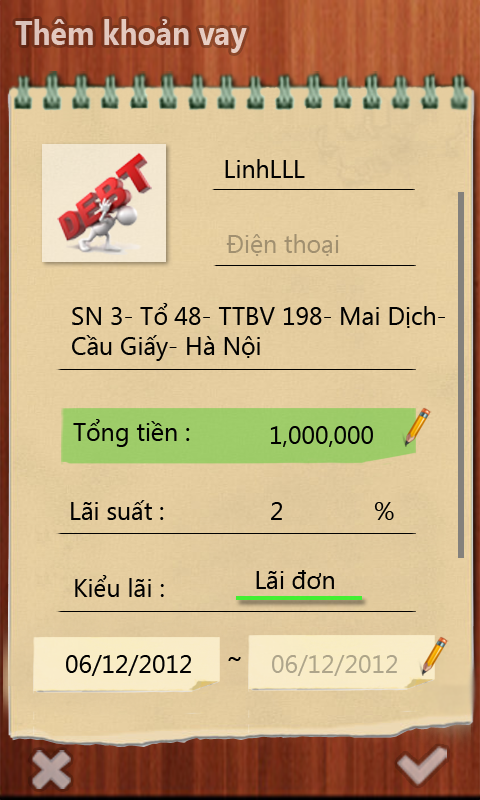 Thêm khoản vay
DEBT
LinhLLL
Điện thoại
SN 3- Tổ 48- TTBV 198- Mai Dịch-
Cầu Giấy- Hà Nội
Tổng tiền : 1,000,000
Lãi suất : 2 %
Kiểu lãi : Lãi đơn
06/12/2012 ~ 06/12/2012